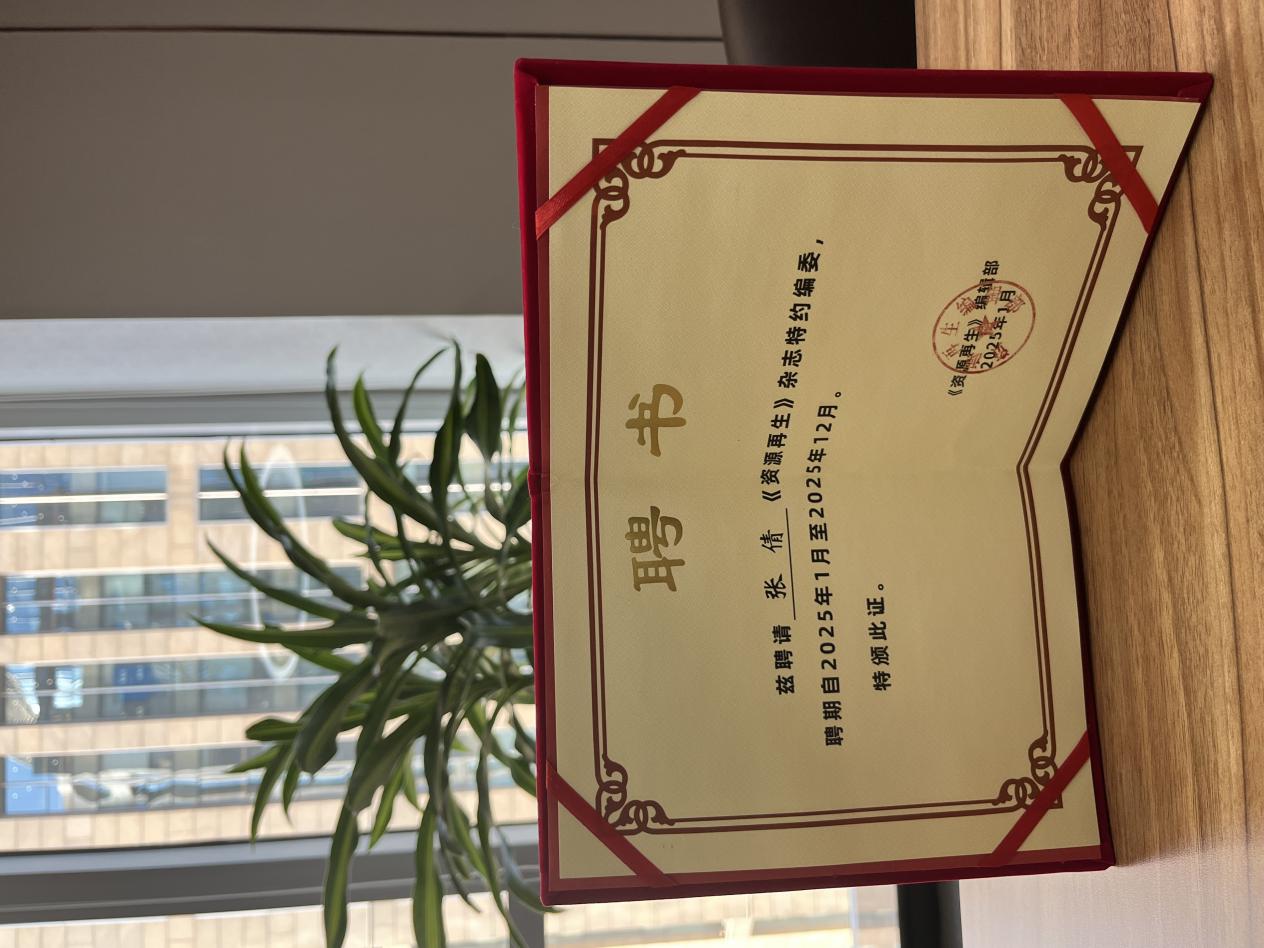 聘书
兹聘请 张倩 《资源再生》杂志特约编委，
聘期自2025年1月至2025年12月。
特颁此证。
《资源再生》编辑部
2025年1月